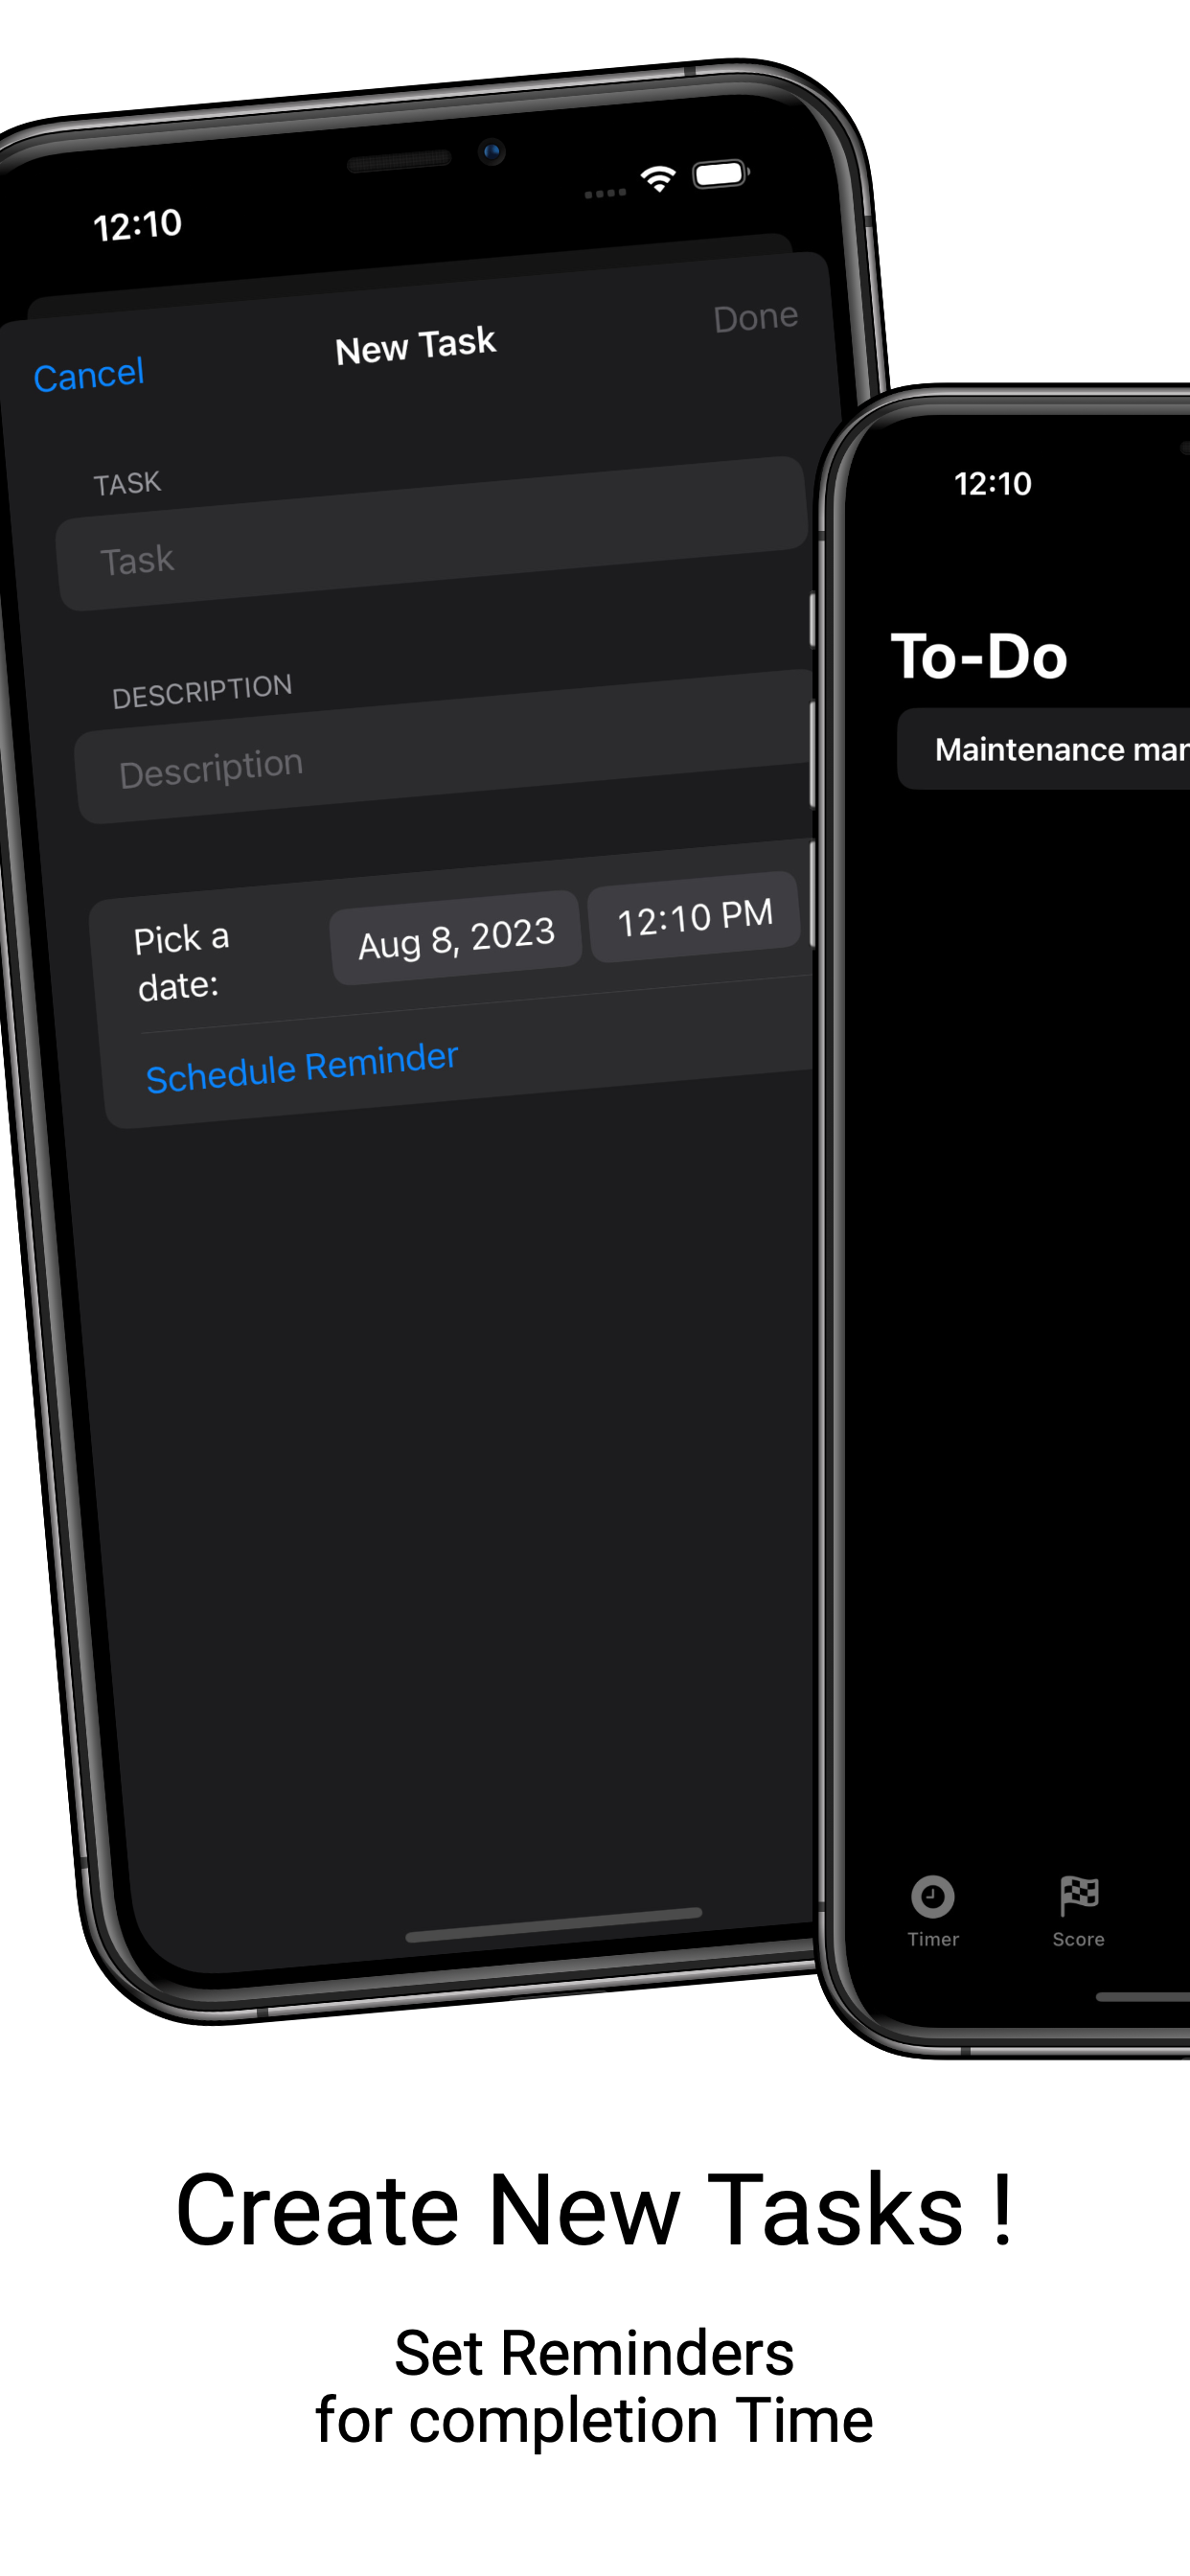 12:10
Cancel
New Task
Done
TASK
Task
DESCRIPTION
Description
Pick a
date:
Aug 8, 2023
12:10 PM
Schedule Reminder
12:10
To-Do
Maintenance
Timer
Score
Create New Tasks !
Set Reminders
for completion Time